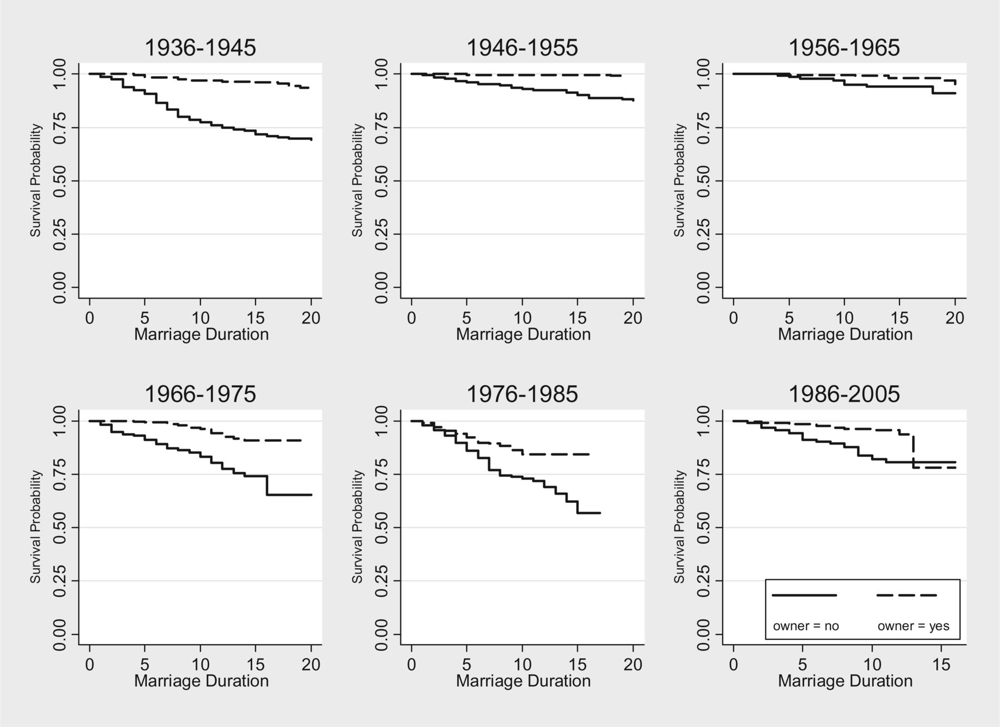 1936-1945
Survival Probability
1.00
0.75
0.50
0.25
0.00
0 5 10 15 20
Marriage Duration
1946-1955
Survival Probability
1.00
0.75
0.50
0.25
0.00
0 5 10 15 20
Marriage Duration
1956-1965
Survival Probability
1.00
0.75
0.50
0.25
0.00
0 5 10 15 20
Marriage Duration
1966-1975
Survival Probability
1.00
0.75
0.50
0.25
0.00
0 5 10 15 20
Marriage Duration
1976-1985
Survival Probability
1.00
0.75
0.50
0.25
0.00
0 5 10 15 20
Marriage Duration
1986-2005
Survival Probability
1.00
0.75
0.50
0.25
0.00
owner = no owner = yes
0 5 10 15
Marriage Duration